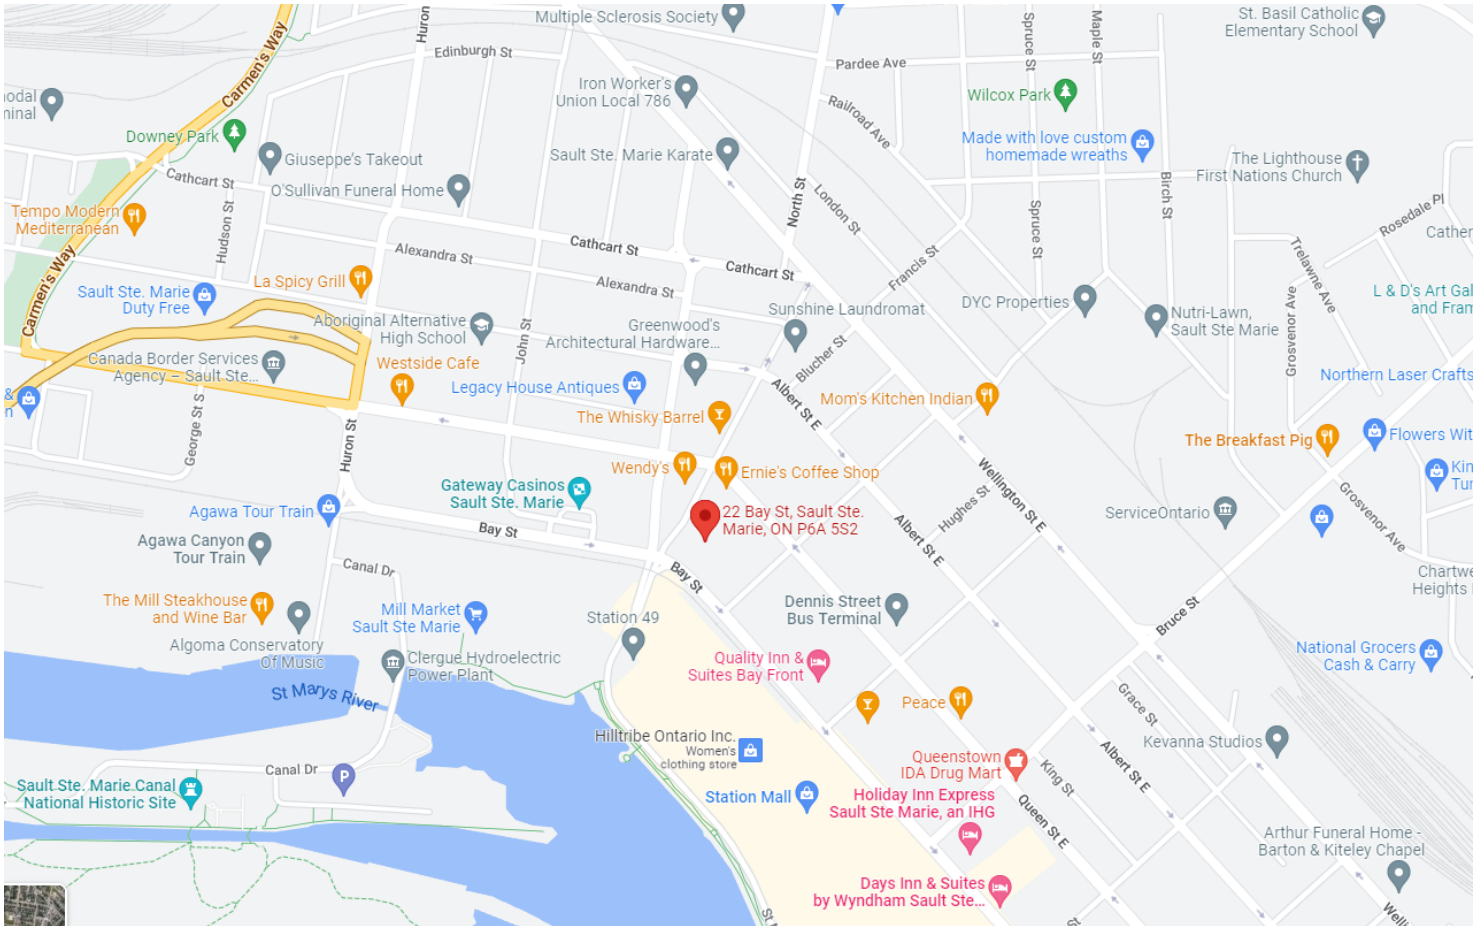 Multiple Sclerosis Society
St. Basil Catholic
Elementary School
Carmen's Way
Huron
Edinburgh St
Spruce St
Maple St
Pardee Ave
Iron Worker's
Union Local 786
Wilcox Park
Railroad Ave
Downey Park
Giuseppe's Takeout
Sault Ste. Marie Karate
Made with love custom
homemade wreaths
The Lighthouse
First Nations Church
Cathcart St
O'Sullivan Funeral Home
North St
London St
Birch St
Spruce St
Rosedale Pl
Tempo Modern
Mediterranean
Hudson St
Carmen's Way
Alexandra St
Cathcart St
Cathcart St
Francis St
Trelawne Ave
La Spicy Grill
Alexandra St
Sault Ste. Marie
Duty Free
DYC Properties
Nutri-Lawn,
Sault Ste Marie
Grosvenor Ave
L & D's Art Gal
Aboriginal Alternative
High School
John St
Greenwood's
Architectural Hardware...
Sunshine Laundromat
Blucher St
Canada Border Services
Agency – Sault Ste...
Westside Cafe
Legacy House Antiques
Albert St E
Mom's Kitchen Indian
Northern Laser Crafts
George St S
Huron St
The Whisky Barrel
The Breakfast Pig
Flowers Wit
Wendy's
Ernie's Coffee Shop
Wellington St E
Gateway Casinos
Sault Ste. Marie
Agawa Tour Train
Bay St
22 Bay St, Sault Ste.
Marie, ON P6A 5S2
Hughes St
Albert St E
ServiceOntario
Grosvenor Ave
Agawa Canyon
Tour Train
Canal Dr
Bay St
Chartwe
Heights
The Mill Steakhouse
and Wine Bar
Mill Market
Sault Ste Marie
Station 49
Dennis Street
Bus Terminal
Bruce St
Algoma Conservatory
Of Music
Clergue Hydroelectric
Power Plant
Quality Inn &
Suites Bay Front
National Grocers
Cash & Carry
St Marys River
Peace
Grace St
Hilltribe Ontario Inc.
Women's
clothing store
Kevanna Studios
Canal Dr
P
Queenstown
IDA Drug Mart
King St
Albert St E
Sault Ste. Marie Canal
National Historic Site
Station Mall
Holiday Inn Express
Sault Ste Marie, an IHG
Queen St E
Arthur Funeral Home -
Barton & Kiteley Chapel
Days Inn & Suites
by Wyndham Sault Ste...